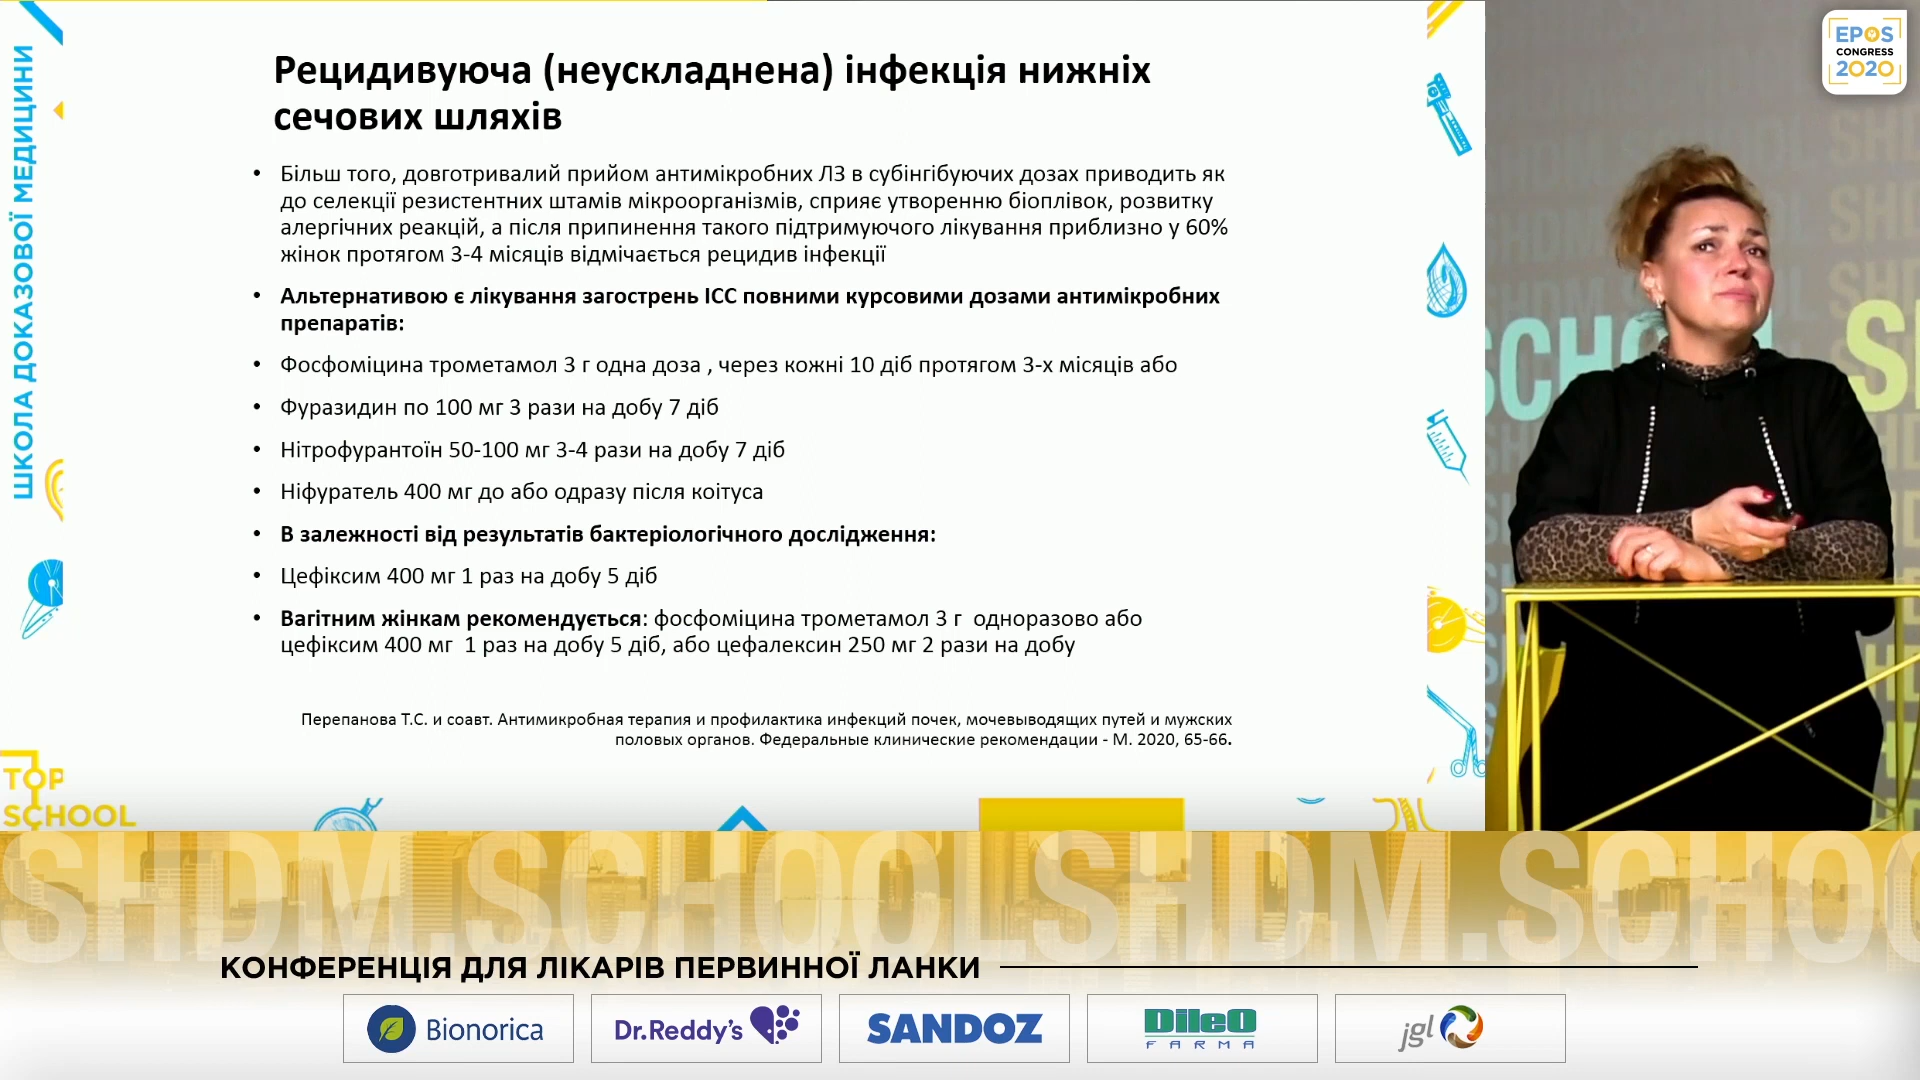 ШКОЛА ДОКАЗОВОЇ МЕДИЦИНИ
Рецидивуюча (неускладнена) інфекція нижніх
сечових шляхів
• Більш того, довготривалий прийом антимікробних ЛЗ в субінгібуючих дозах приводить як
до селекції резистентних штамів мікроорганізмів, сприяє утворенню біоплівок, розвитку
алергічних реакцій, а після припинення такого підтримуючого лікування приблизно у 60%
жінок протягом 3-4 місяців відмічається рецидив інфекції
• Альтернативою є лікування загострень ІСС повними курсовими дозами антимікробних
препаратів:
• Фосфоміцина трометамол 3 г одна доза , через кожні 10 діб протягом 3-х місяців або
• Фуразидин по 100 мг 3 рази на добу 7 діб
• Нітрофурантоїн 50-100 мг 3-4 рази на добу 7 діб
• Ніфуратель 400 мг до або одразу після коітуса
• В залежності від результатів бактеріологічного дослідження:
• Цефіксим 400 мг 1 раз на добу 5 діб
• Вагітним жінкам рекомендується: фосфоміцина трометамол 3 г одноразово або
цефіксим 400 мг 1 раз на добу 5 діб, або цефалексин 250 мг 2 рази на добу
Перепанова Т.С. и соавт. Антимикробная терапия и профилактика инфекций почек, мочевыводящих путей и мужских
половых органов. Федеральные клинические рекомендации - М. 2020, 65-66.
TOP
SCHOOL
EPOS
CONGRESS
2020
SCHOOL
SHDM.SCHOOLSHDM.SCHOO
КОНФЕРЕНЦІЯ ДЛЯ ЛІКАРІВ ПЕРВИННОЇ ЛАНКИ
Bionorica
Dr.Reddy's
SANDOZ
DileO
FARMA
jgl